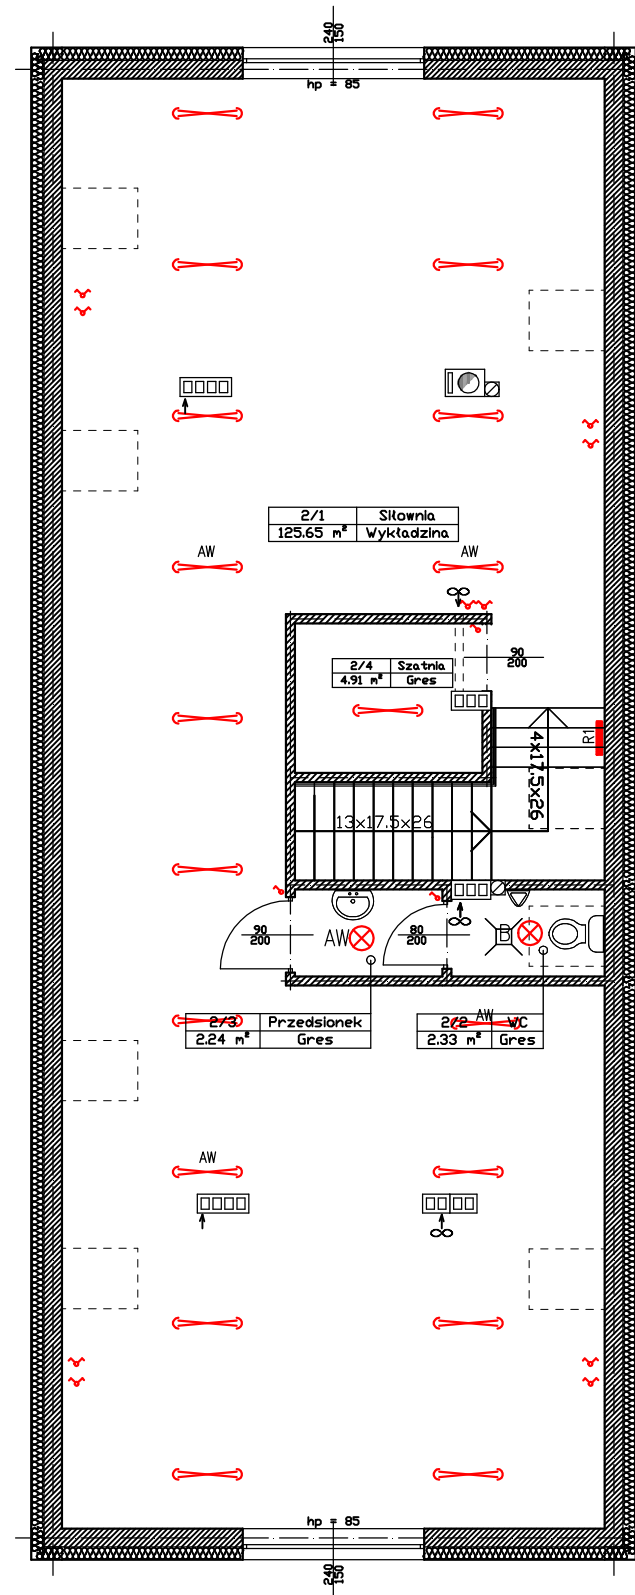 240
150
hp = 85
2/1 Siłownia
125.65 m² Wykładzina
AW AW
2/4 Szatnia
4.91 m² Gres
90
200
R1
4x17.5x26
13x17.5x26
90
200
AW
80
200
2/3 Przedsionek
2.24 m² Gres
AW
2/2 WC
2.33 m² Gres
AW
hp = 85
240
150